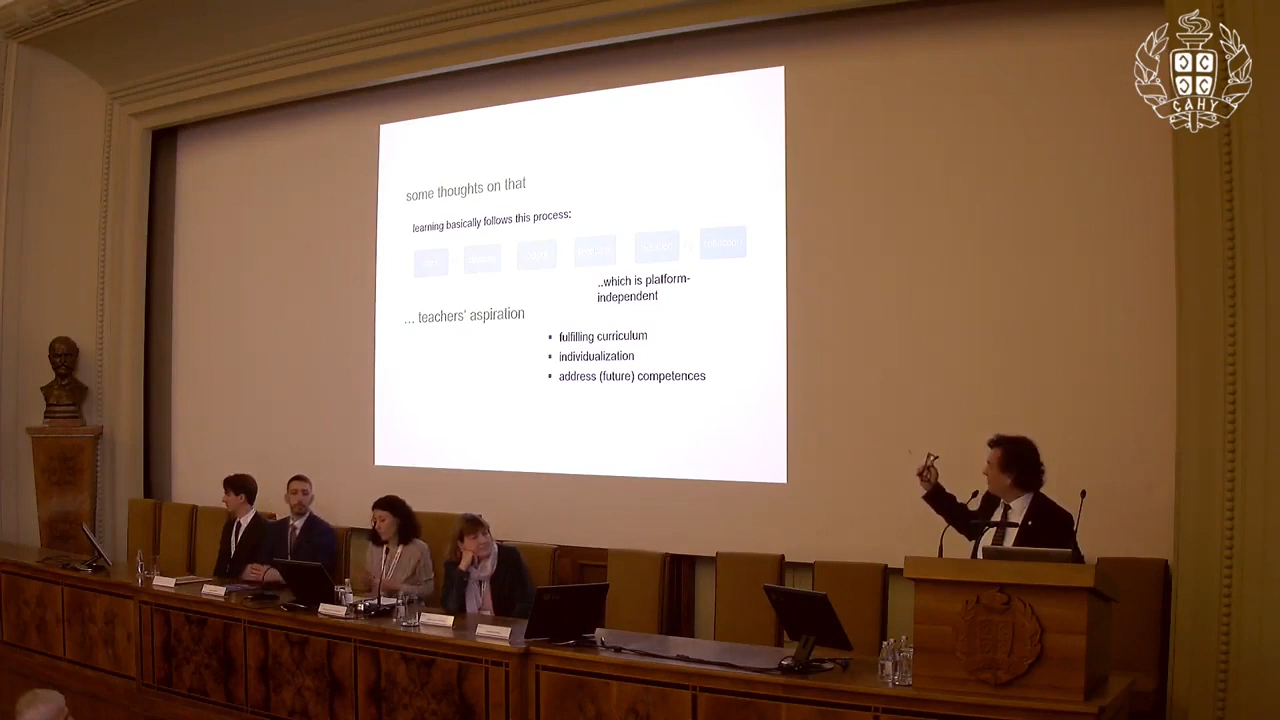 some thoughts on that
learning basically follows this process:
..which is platform-
independent
... teachers' aspiration
▪ fulfilling curriculum
▪ individualization
▪ address (future) competences
САНУ